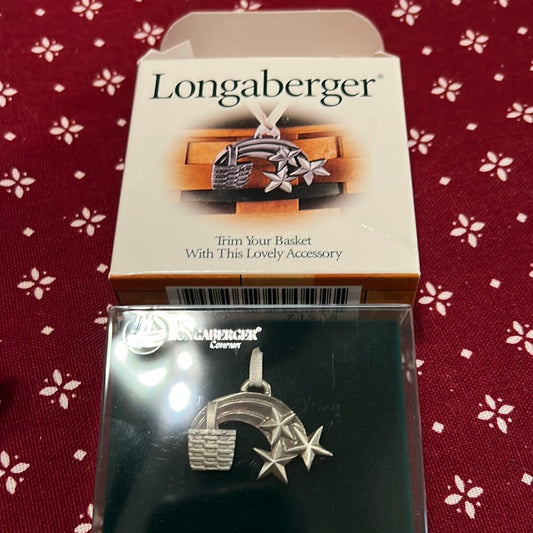 Longaberger®
Trim Your Basket
With This Lovely Accessory
LONGABERGER®
Company